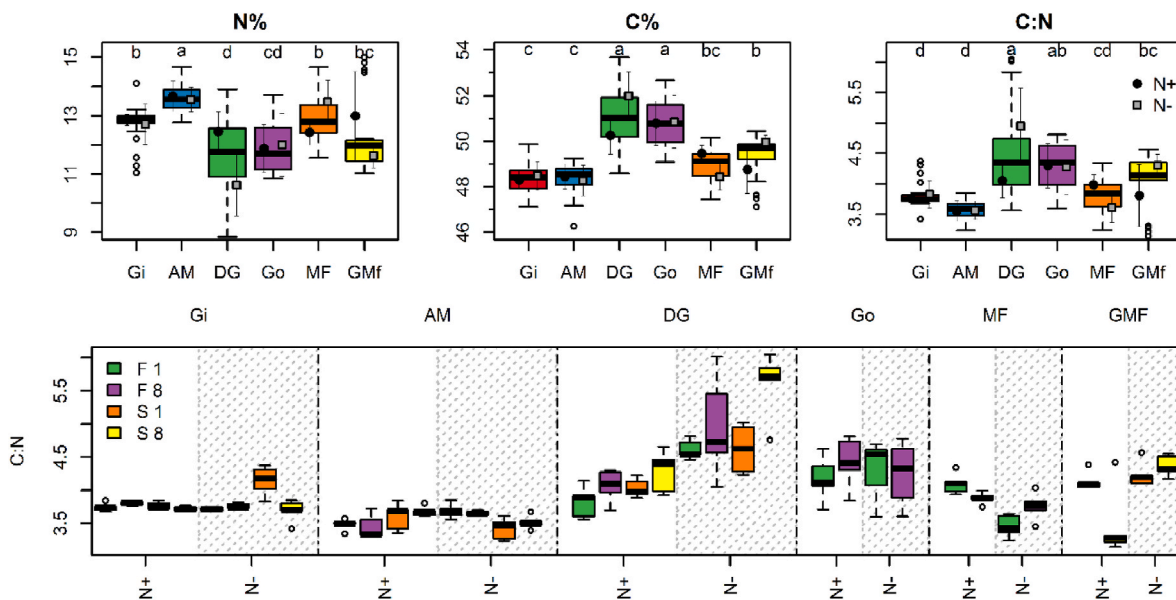 N% C% C:N
b a d cd b bc
c c a a bc b
d d a ab cd bc
15 13 11 9
54 52 50 48 46
5.5 4.5 3.5
N+
N-
Gi AM DG Go MF GMf
Gi AM DG Go MF GMf
Gi AM DG Go MF GMf
Gi AM DG Go MF GMF
F 1
F 8
S 1
S 8
C:N
5.5 4.5 3.5
N+ N- N+ N- N+ N- N+ N- N+ N- N+ N-